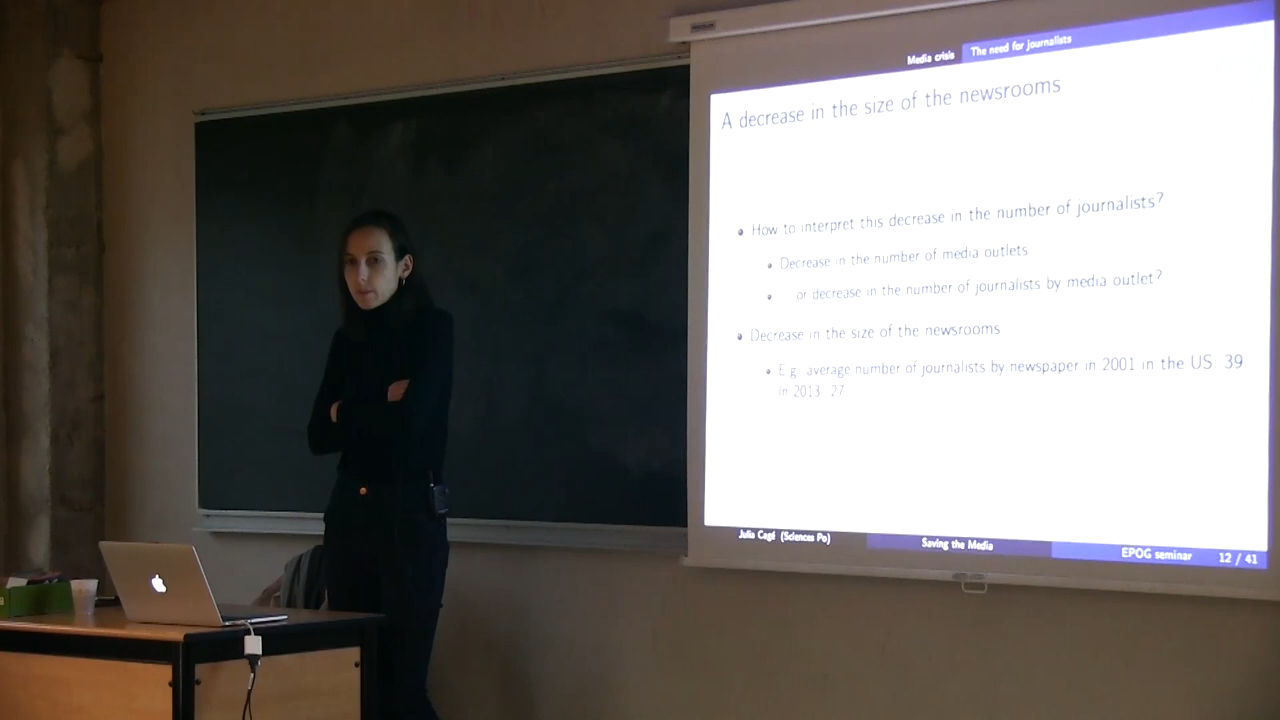 Media crisis
The need for journalists
A decrease in the size of the newsrooms
How to interpret this decrease in the number of journalists?
Decrease in the number of media outlets
or decrease in the number of journalists by media outlet?
Decrease in the size of the newsrooms
E g average number of journalists by newspaper in 2001 in the US 39
in 2013 27
Julia Cagé (Sciences Po)
Saving the Media
EPOG seminar
12 / 41